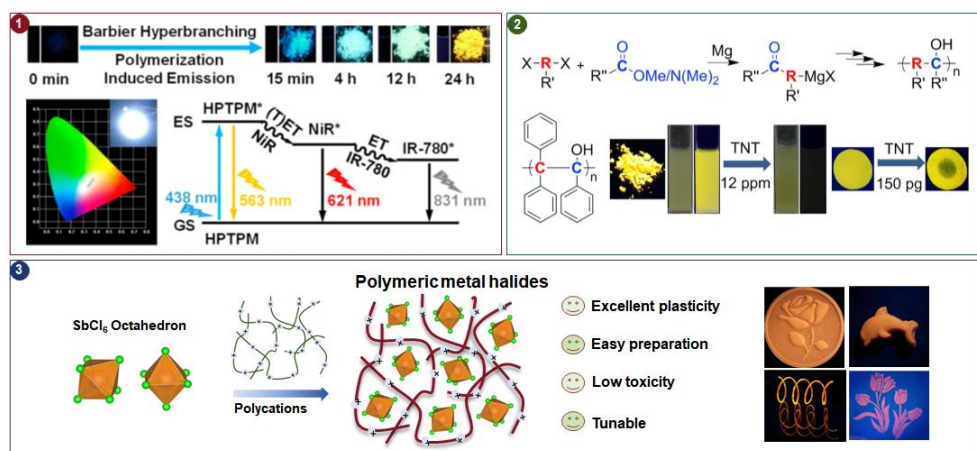 1
Barbier Hyperbranching
Polymerization
Induced Emission
0 min
15 min
4 h
12 h
24 h
ES
HPTPM*
(T)ET
NiR
NiR*
ET
IR-780
IR-780*
438 nm
563 nm
621 nm
831 nm
GS
HPTPM
2
X-R-X
R'
+
R''
O
C
OMe/N(Me)₂
Mg
R''
O
C
R-MgX
R'
OH
R-C
n
R'
R''
OH
C
C
n
TNT
12 ppm
TNT
150 pg
3
Polymeric metal halides
SbCl₆ Octahedron
Polycations
Excellent plasticity
Easy preparation
Low toxicity
Tunable